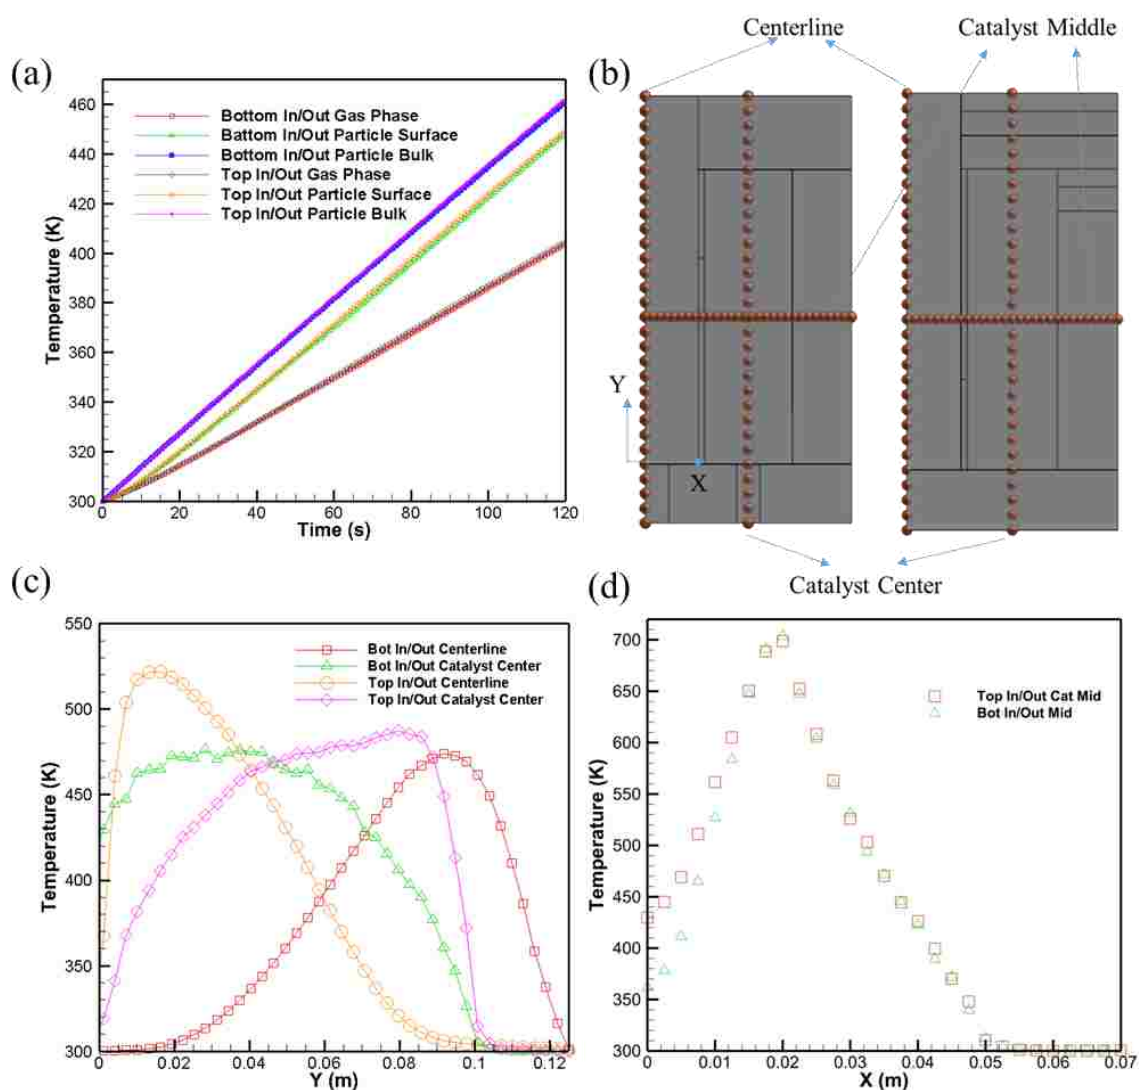 Centerline
Catalyst Middle
(a)
(b)
Bottom In/Out Gas Phase
Battom In/Out Particle Surface
Bottom In/Out Particle Bulk
Top In/Out Gas Phase
Top In/Out Particle Surface
Top In/Out Particle Bulk
460
440
420
400
380
360
340
320
300
Temperature (K)
0
20
40
60
80
100
120
Time (s)
Y
X
Catalyst Center
(c)
(d)
Bot In/Out Centerline
Bot In/Out Catalyst Center
Top In/Out Centerline
Top In/Out Catalyst Center
550
500
450
400
350
300
Temperature (K)
0
0.02
0.04
0.06
0.08
0.1
0.12
Y (m)
Top In/Out Cat Mid
Bot In/Out Mid
700
650
600
550
500
450
400
350
300
Temperature (K)
0
0.01
0.02
0.03
0.04
0.05
0.06
0.07
X (m)